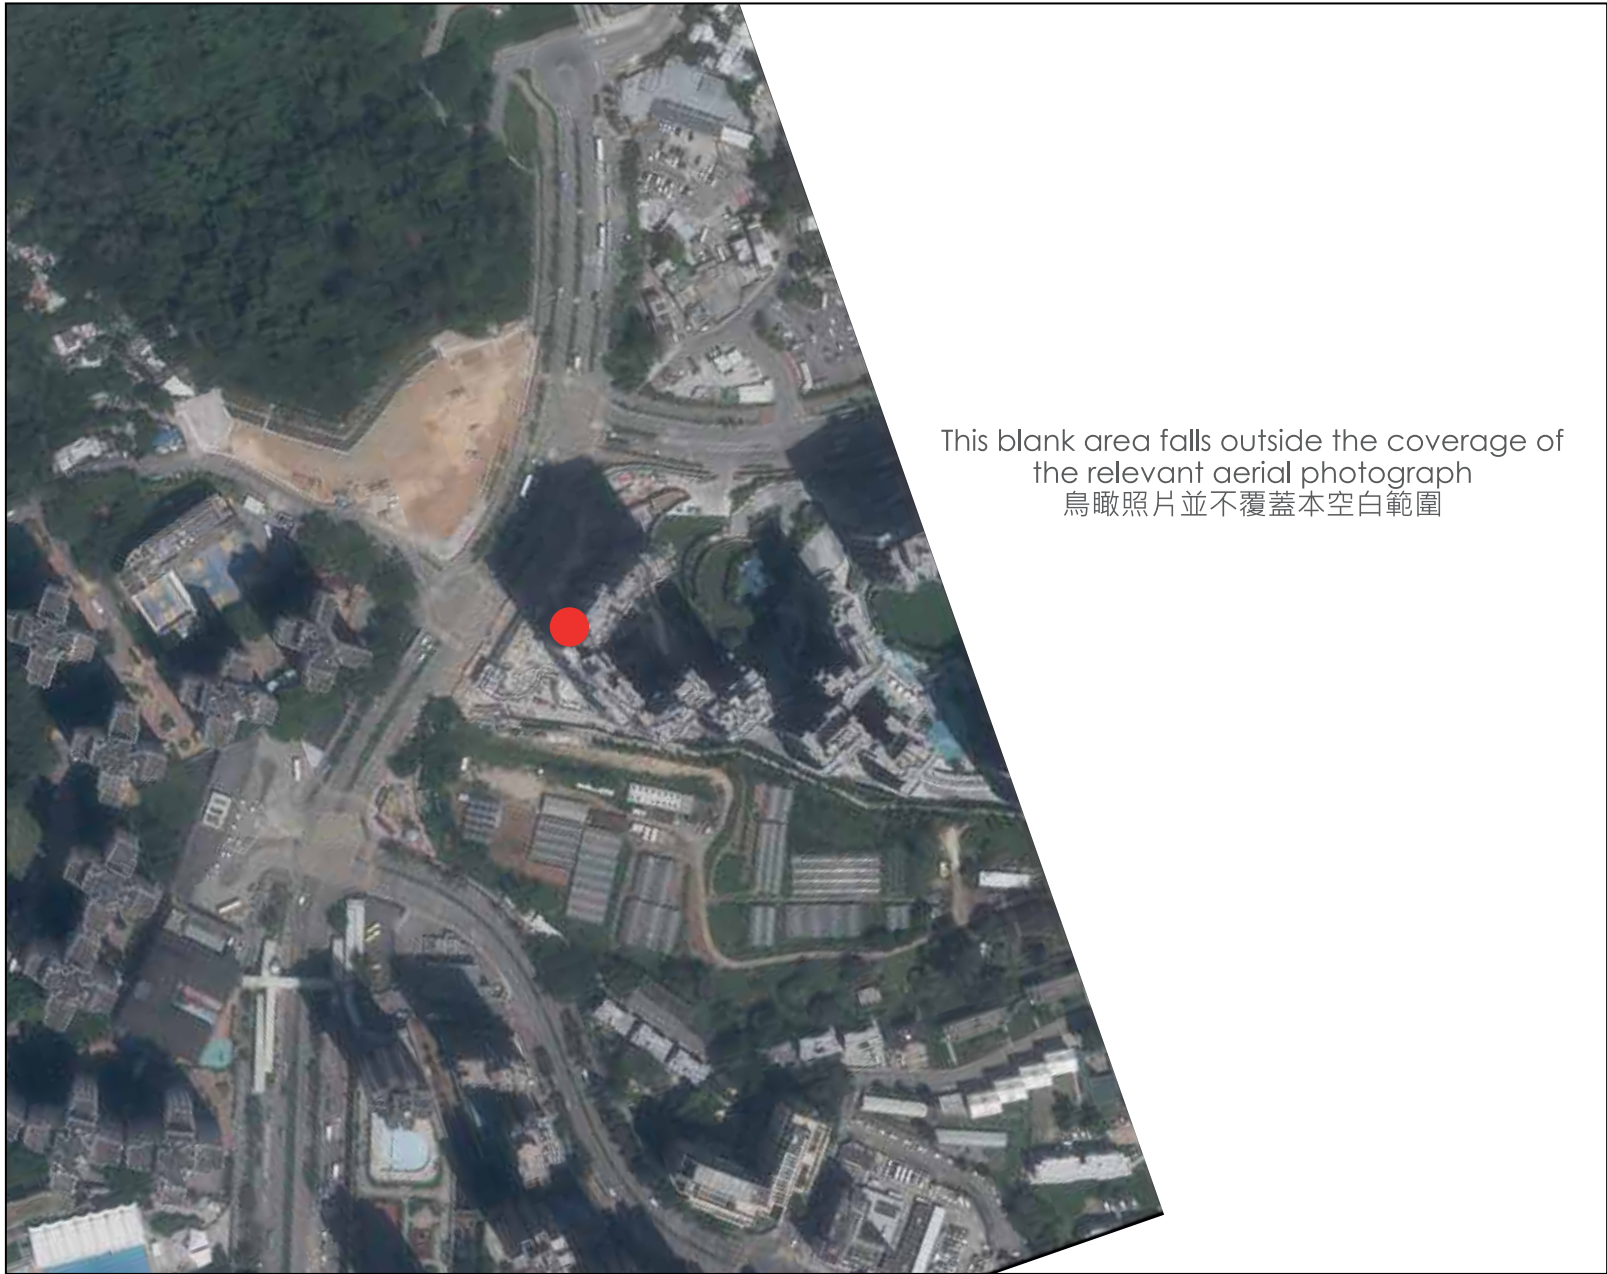 This blank area falls outside the coverage of
the relevant aerial photograph
鳥瞰照片並不覆蓋本空白範圍